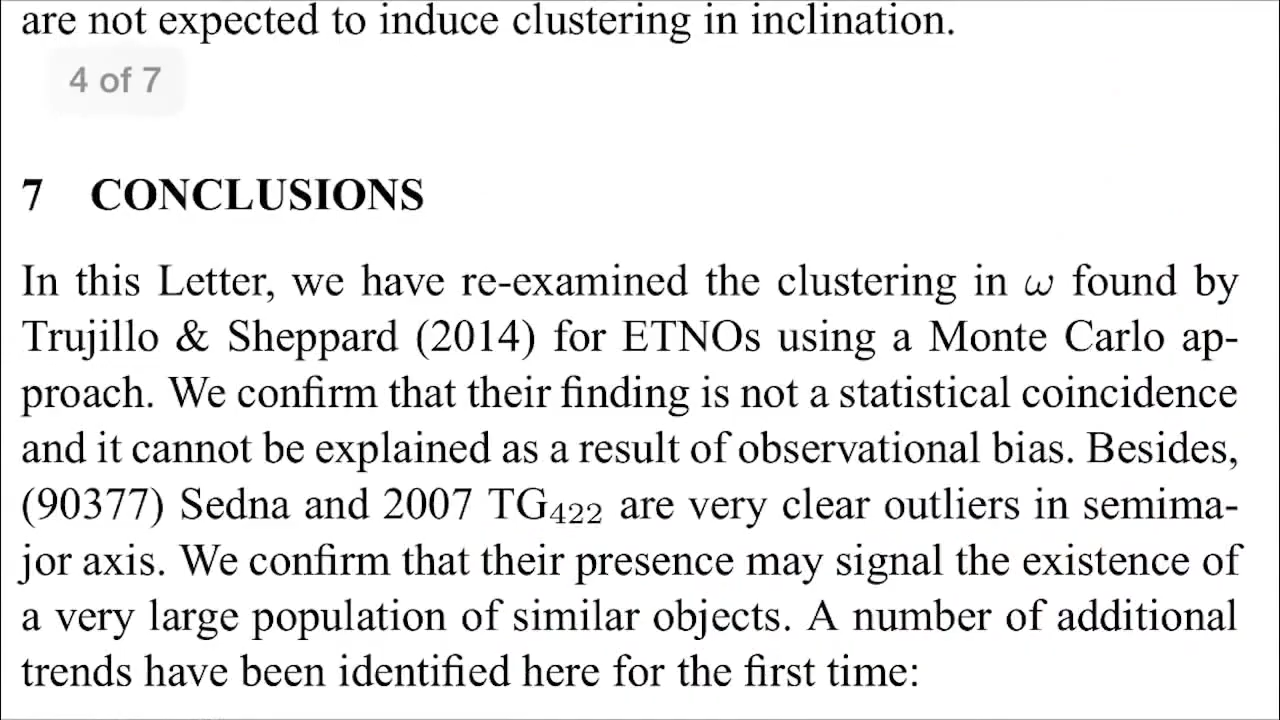 are not expected to induce clustering in inclination.
4 of 7
7 CONCLUSIONS
In this Letter, we have re-examined the clustering in ω found by
Trujillo & Sheppard (2014) for ETNOs using a Monte Carlo ap-
proach. We confirm that their finding is not a statistical coincidence
and it cannot be explained as a result of observational bias. Besides,
(90377) Sedna and 2007 TG₄₂₂ are very clear outliers in semima-
jor axis. We confirm that their presence may signal the existence of
a very large population of similar objects. A number of additional
trends have been identified here for the first time: